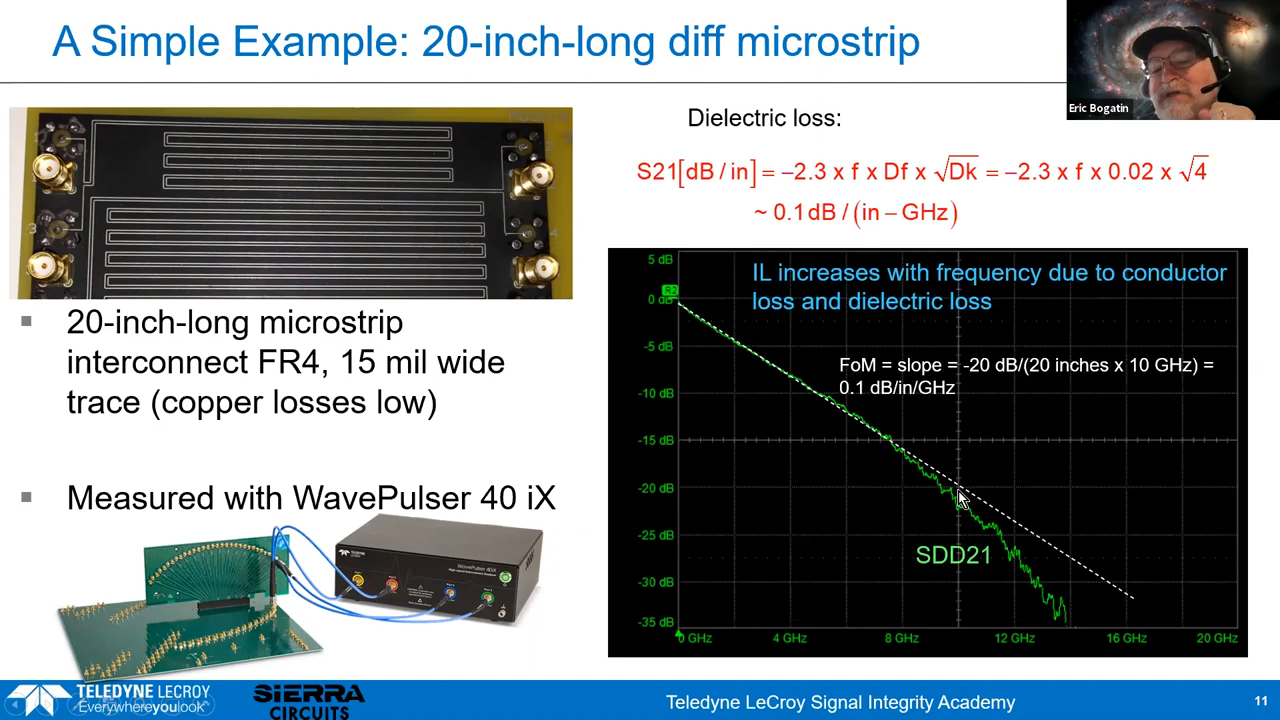 A Simple Example: 20-inch-long diff microstrip
Eric Bogatin
Dielectric loss:
S21[dB / in] = −2.3 x f x Df x √Dk = −2.3 x f x 0.02 x √4
~ 0.1dB / (in − GHz)
20-inch-long microstrip
interconnect FR4, 15 mil wide
trace (copper losses low)
Measured with WavePulser 40 iX
IL increases with frequency due to conductor
loss and dielectric loss
FoM = slope = -20 dB/(20 inches x 10 GHz) =
0.1 dB/in/GHz
SDD21
5 dB
R2
0 dB
-5 dB
-10 dB
-15 dB
-20 dB
-25 dB
-30 dB
-35 dB
0 GHz
4 GHz
8 GHz
12 GHz
16 GHz
20 GHz
WavePulser 40iX
TELEDYNE LECROY
Everywhereyoulook
SIERRA
CIRCUITS
Teledyne LeCroy Signal Integrity Academy
11